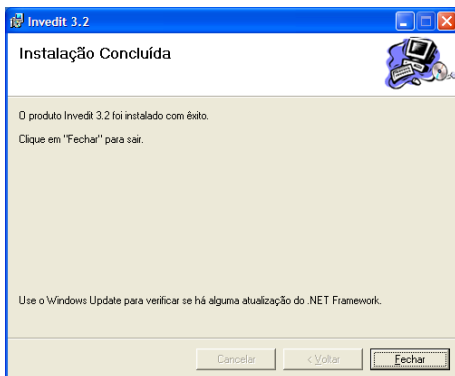 Invedit 3.2
Instalação Concluída
O produto Invedit 3.2 foi instalado com êxito.
Clique em "Fechar" para sair.
Use o Windows Update para verificar se há alguma atualização do .NET Framework.
Cancelar
< Voltar
Fechar